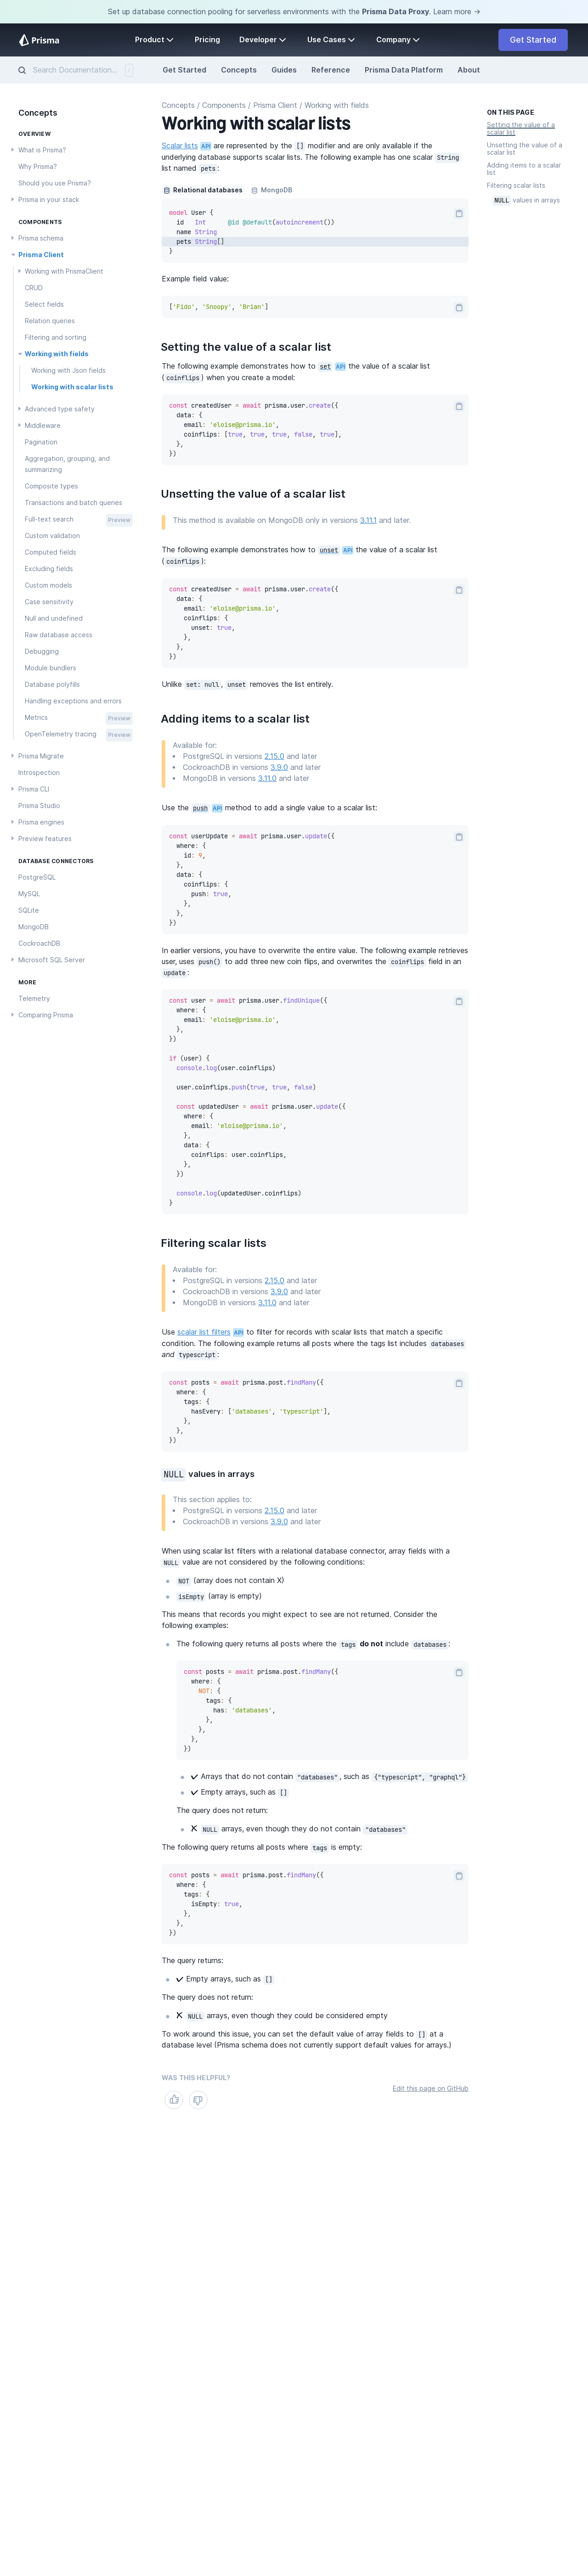 Set up database connection pooling for serverless environments with the Prisma Data Proxy. Learn more →
Prisma
Product
Pricing
Developer
Use Cases
Company
Get Started
Search Documentation...
/
Get Started
Concepts
Guides
Reference
Prisma Data Platform
About
Concepts
OVERVIEW
What is Prisma?
Why Prisma?
Should you use Prisma?
Prisma in your stack
COMPONENTS
Prisma schema
Prisma Client
Working with PrismaClient
CRUD
Select fields
Relation queries
Filtering and sorting
Working with fields
Working with Json fields
Working with scalar lists
Advanced type safety
Middleware
Pagination
Aggregation, grouping, and
summarizing
Composite types
Transactions and batch queries
Full-text search Preview
Custom validation
Computed fields
Excluding fields
Custom models
Case sensitivity
Null and undefined
Raw database access
Debugging
Module bundlers
Database polyfills
Handling exceptions and errors
Metrics Preview
OpenTelemetry tracing Preview
Prisma Migrate
Introspection
Prisma CLI
Prisma Studio
Prisma engines
Preview features
DATABASE CONNECTORS
PostgreSQL
MySQL
SQLite
MongoDB
CockroachDB
Microsoft SQL Server
MORE
Telemetry
Comparing Prisma
Concepts / Components / Prisma Client / Working with fields
Working with scalar lists
Scalar lists API are represented by the [] modifier and are only available if the
underlying database supports scalar lists. The following example has one scalar String
list named pets:
Relational databases
MongoDB
model User {
id Int @id @default(autoincrement())
name String
pets String[]
}
Example field value:
['Fido', 'Snoopy', 'Brian']
Setting the value of a scalar list
The following example demonstrates how to set API the value of a scalar list
(coinflips) when you create a model:
const createdUser = await prisma.user.create({
data: {
email: 'eloise@prisma.io',
coinflips: [true, true, true, false, true],
},
})
Unsetting the value of a scalar list
This method is available on MongoDB only in versions 3.11.1 and later.
The following example demonstrates how to unset API the value of a scalar list
(coinflips):
const createdUser = await prisma.user.create({
data: {
email: 'eloise@prisma.io',
coinflips: {
unset: true,
},
},
})
Unlike set: null, unset removes the list entirely.
Adding items to a scalar list
Available for:
• PostgreSQL in versions 2.15.0 and later
• CockroachDB in versions 3.9.0 and later
• MongoDB in versions 3.11.0 and later
Use the push API method to add a single value to a scalar list:
const userUpdate = await prisma.user.update({
where: {
id: 9,
},
data: {
coinflips: {
push: true,
},
},
})
In earlier versions, you have to overwrite the entire value. The following example retrieves
user, uses push() to add three new coin flips, and overwrites the coinflips field in an
update:
const user = await prisma.user.findUnique({
where: {
email: 'eloise@prisma.io',
},
})
if (user) {
console.log(user.coinflips)
user.coinflips.push(true, true, false)
const updatedUser = await prisma.user.update({
where: {
email: 'eloise@prisma.io',
},
data: {
coinflips: user.coinflips,
},
})
console.log(updatedUser.coinflips)
}
Filtering scalar lists
Available for:
• PostgreSQL in versions 2.15.0 and later
• CockroachDB in versions 3.9.0 and later
• MongoDB in versions 3.11.0 and later
Use scalar list filters API to filter for records with scalar lists that match a specific
condition. The following example returns all posts where the tags list includes databases
and typescript:
const posts = await prisma.post.findMany({
where: {
tags: {
hasEvery: ['databases', 'typescript'],
},
},
})
NULL values in arrays
This section applies to:
• PostgreSQL in versions 2.15.0 and later
• CockroachDB in versions 3.9.0 and later
When using scalar list filters with a relational database connector, array fields with a
NULL value are not considered by the following conditions:
NOT (array does not contain X)
isEmpty (array is empty)
This means that records you might expect to see are not returned. Consider the
following examples:
The following query returns all posts where the tags do not include databases:
const posts = await prisma.post.findMany({
where: {
NOT: {
tags: {
has: 'databases',
},
},
},
})
✔ Arrays that do not contain "databases", such as {"typescript", "graphql"}
✔ Empty arrays, such as []
The query does not return:
✘ NULL arrays, even though they do not contain "databases"
The following query returns all posts where tags is empty:
const posts = await prisma.post.findMany({
where: {
tags: {
isEmpty: true,
},
},
})
The query returns:
✔ Empty arrays, such as []
The query does not return:
✘ NULL arrays, even though they could be considered empty
To work around this issue, you can set the default value of array fields to [] at a
database level (Prisma schema does not currently support default values for arrays.)
WAS THIS HELPFUL?
Edit this page on GitHub
ON THIS PAGE
Setting the value of a
scalar list
Unsetting the value of a
scalar list
Adding items to a scalar
list
Filtering scalar lists
NULL values in arrays